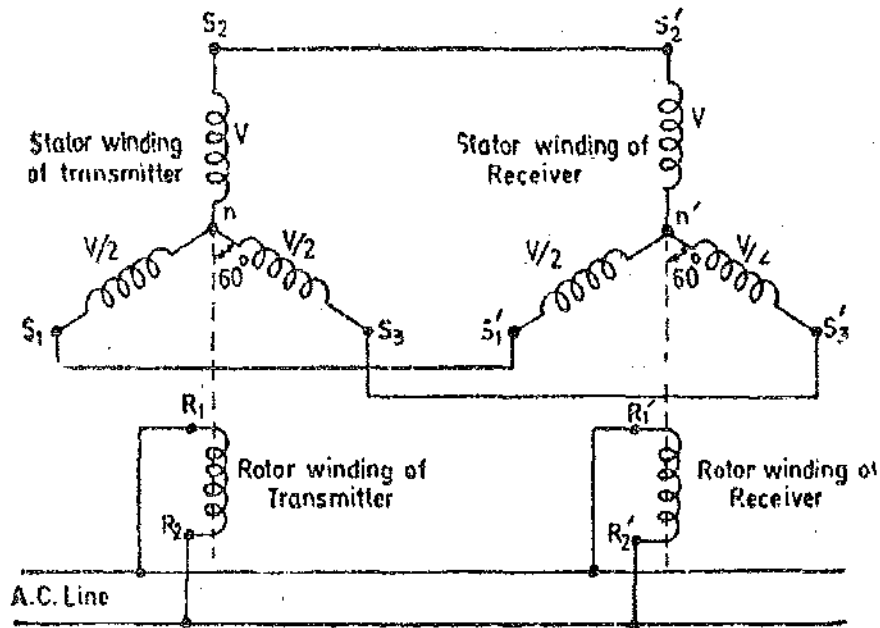 S₂
S₂′
Stator winding
of transmitter
V
Stator winding of
Receiver
V
n
n′
V/2
V/2
60°
V/2
60°
S₁
S₃
S₁′
S₃′
R₁
R₁′
Rotor winding of
Transmitter
Rotor winding of
Receiver
R₂
R₂′
A.C. Line